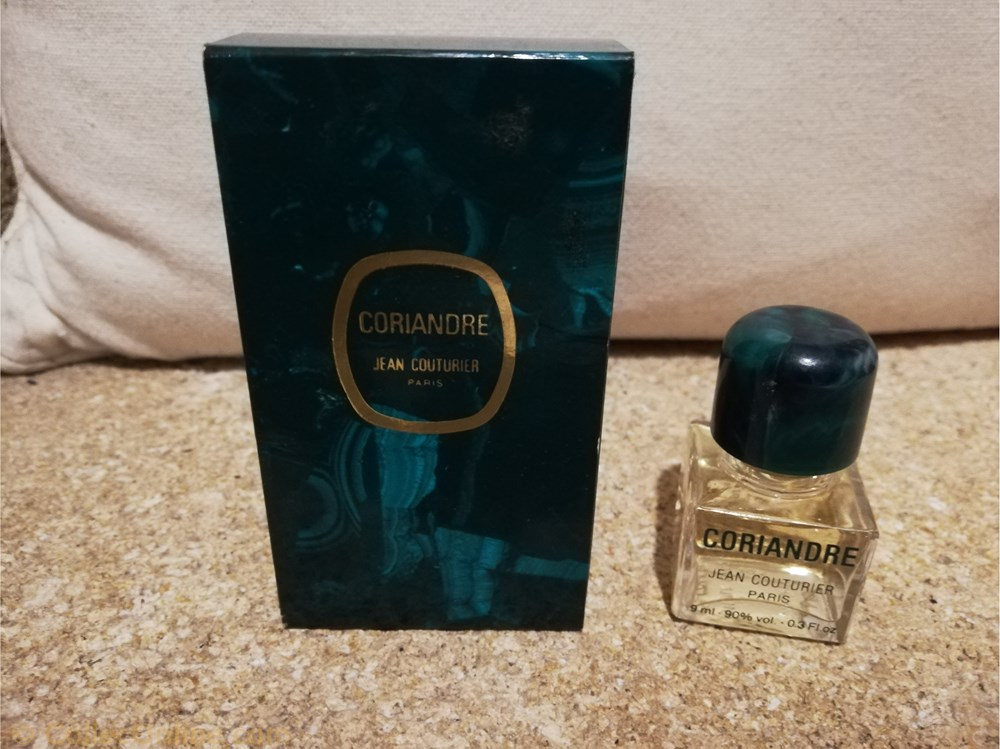 CORIANDRE
JEAN COUTURIER
PARIS
CORIANDRE
JEAN COUTURIER
PARIS
9 ml - 90% vol. - 0.3 Fl.oz